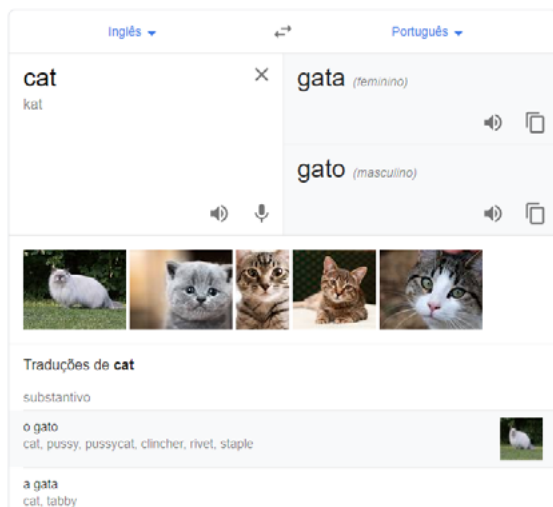 Inglês
Português
cat
kat
gata (feminino)
gato (masculino)
Traduções de cat
substantivo
o gato
cat, pussy, pussycat, clincher, rivet, staple
a gata
cat, tabby